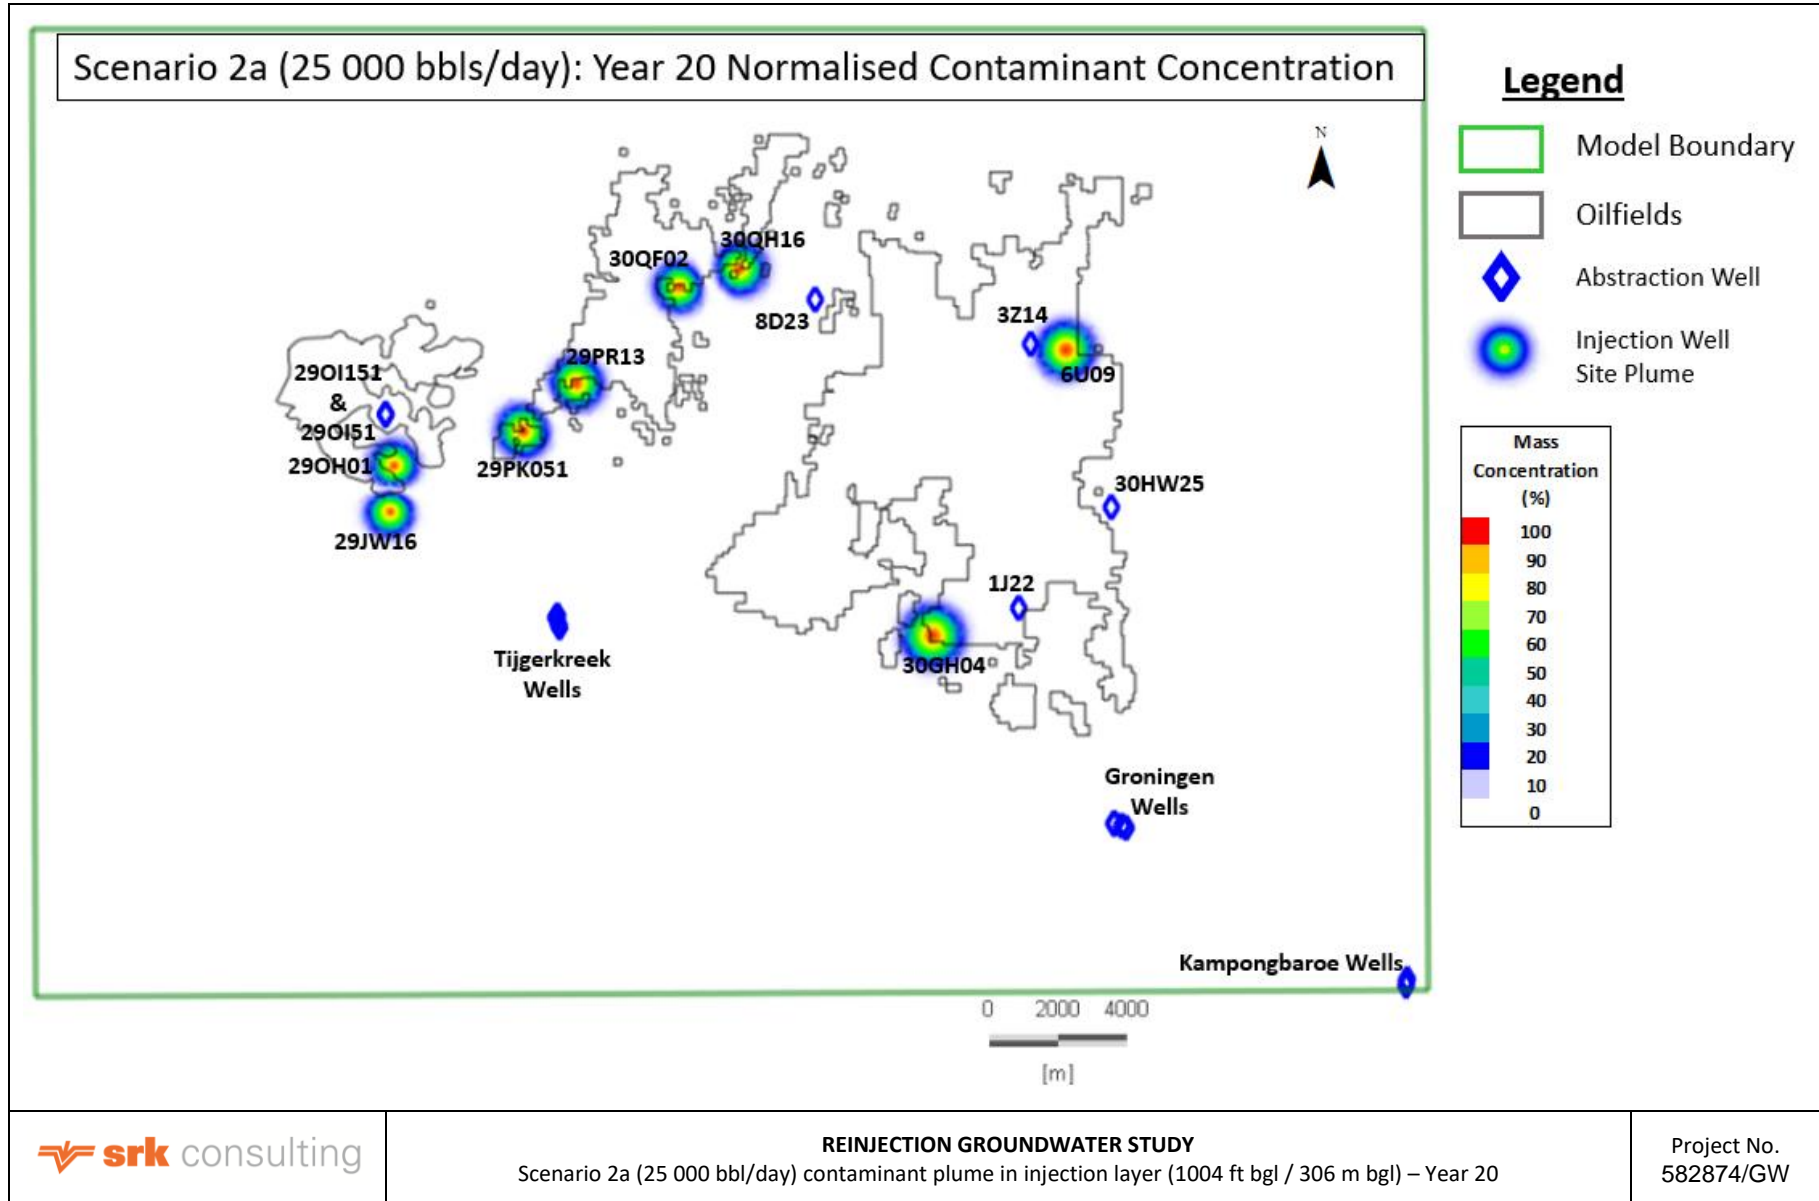 Scenario 2a (25 000 bbls/day): Year 20 Normalised Contaminant Concentration
Legend
Model Boundary
Oilfields
Abstraction Well
Injection Well
Site Plume
Mass
Concentration
(%)
100
90
80
70
60
50
40
30
20
10
0
N
30QH16
30QF02
8D23
3Z14
6U09
29PR13
29OI151
&
29OI51
29OH01
29PK051
29JW16
30HW25
1J22
30GH04
Tijgerkreek
Wells
Groningen
Wells
Kampongbaroe Wells
0 2000 4000
[m]
srk consulting
REINJECTION GROUNDWATER STUDY
Scenario 2a (25 000 bbl/day) contaminant plume in injection layer (1004 ft bgl / 306 m bgl) – Year 20
Project No.
582874/GW